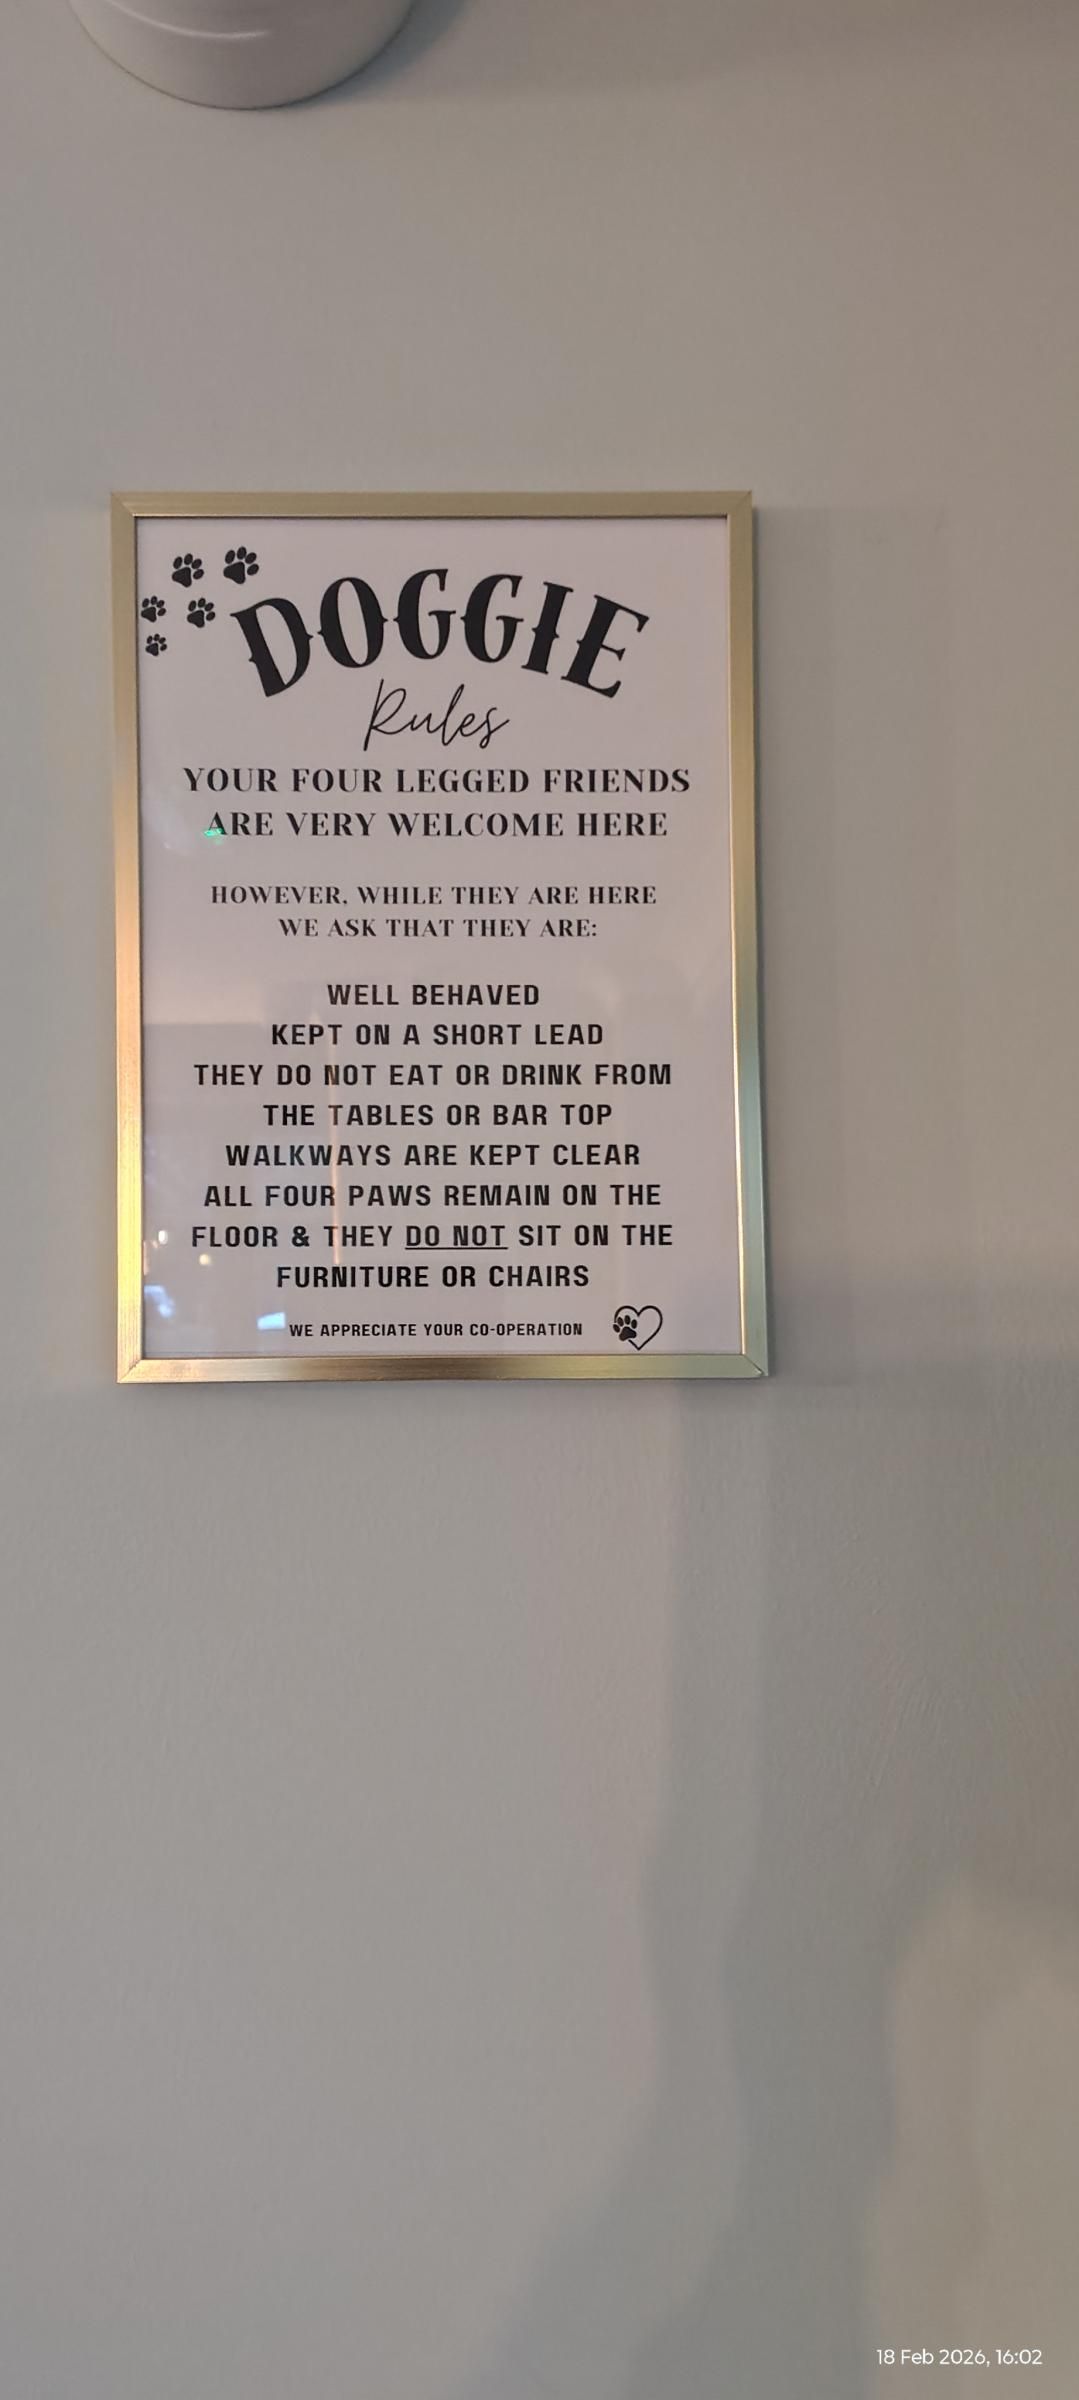 DOGGIE
Rules
YOUR FOUR LEGGED FRIENDS
ARE VERY WELCOME HERE
HOWEVER, WHILE THEY ARE HERE
WE ASK THAT THEY ARE:
WELL BEHAVED
KEPT ON A SHORT LEAD
THEY DO NOT EAT OR DRINK FROM
THE TABLES OR BAR TOP
WALKWAYS ARE KEPT CLEAR
ALL FOUR PAWS REMAIN ON THE
FLOOR & THEY DO NOT SIT ON THE
FURNITURE OR CHAIRS
WE APPRECIATE YOUR CO-OPERATION
18 Feb 2026, 16:02